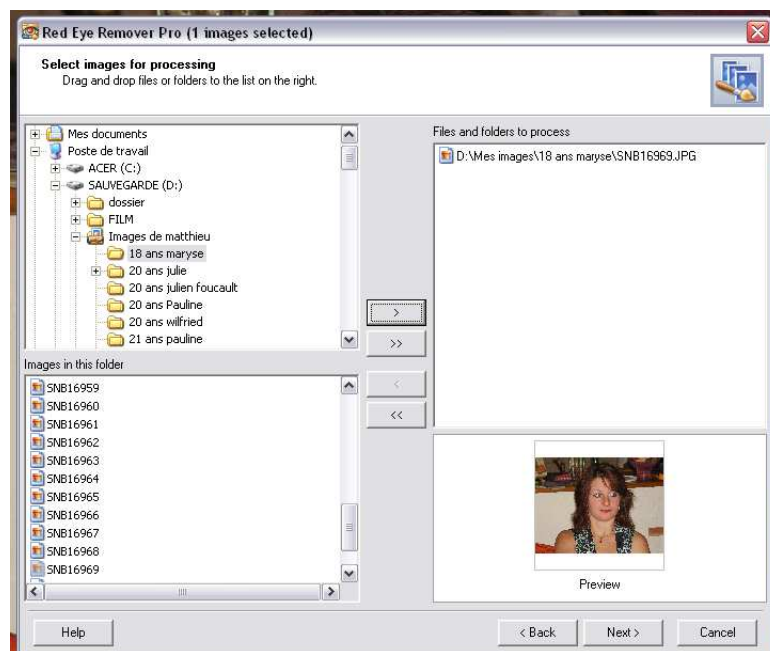 Red Eye Remover Pro (1 images selected)
Select images for processing
Drag and drop files or folders to the list on the right.
Mes documents
Poste de travail
ACER (C:)
SAUVEGARDE (D:)
dossier
FILM
Images de matthieu
18 ans maryse
20 ans julie
20 ans julien foucault
20 ans Pauline
20 ans wilfried
21 ans pauline
Images in this folder
SNB16959
SNB16960
SNB16961
SNB16962
SNB16963
SNB16964
SNB16965
SNB16966
SNB16967
SNB16968
SNB16969
>
>>
<
<<
Files and folders to process
D:\Mes images\18 ans maryse\SNB16969.JPG
Preview
Help
< Back
Next >
Cancel